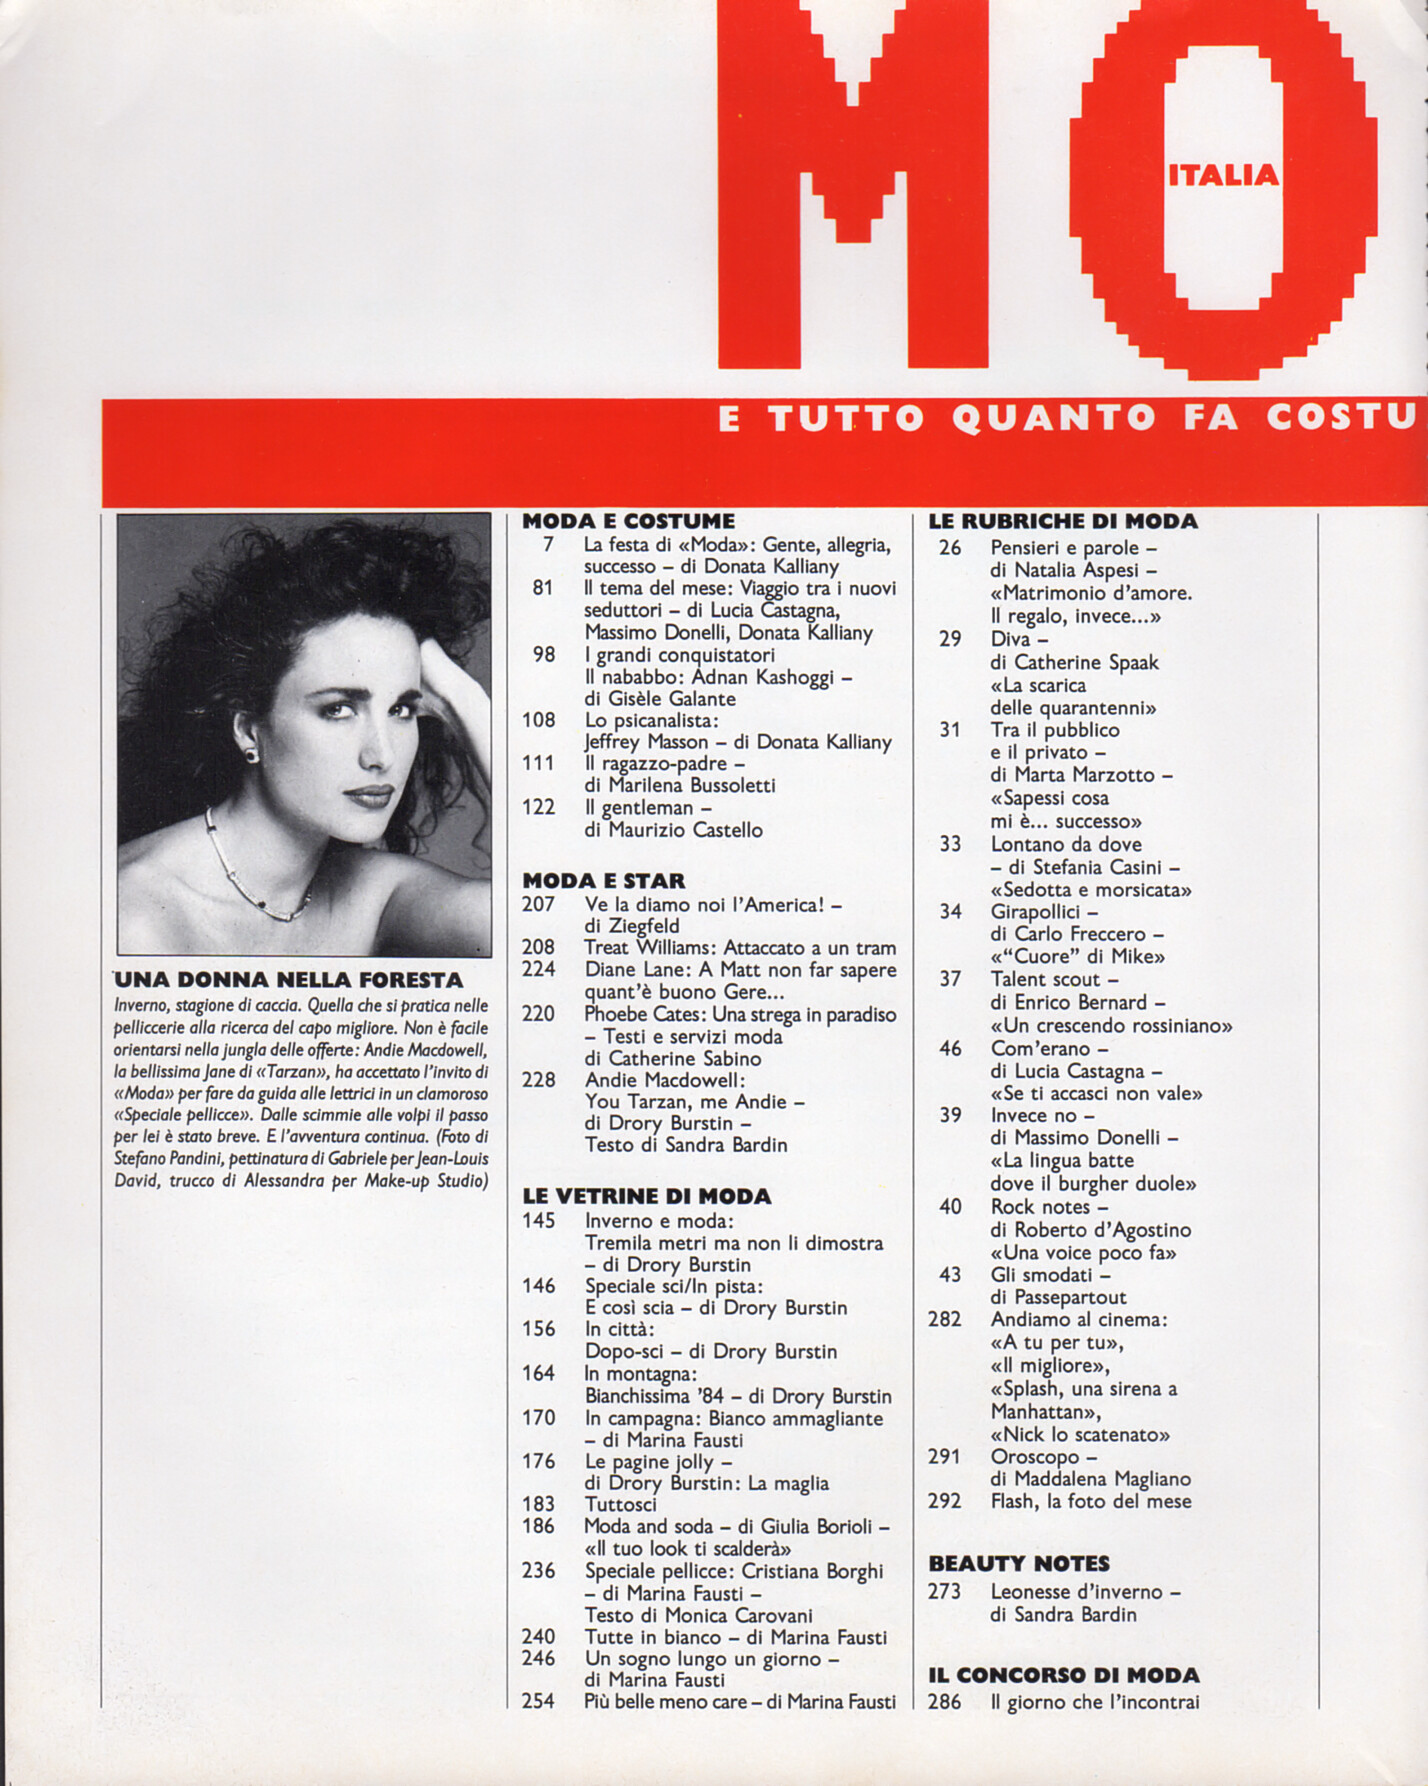 MO
ITALIA
E TUTTO QUANTO FA COSTU
UNA DONNA NELLA FORESTA
Inverno, stagione di caccia. Quella che si pratica nelle
pelliccerie alla ricerca del capo migliore. Non è facile
orientarsi nella jungla delle offerte: Andie Macdowell,
la bellissima Jane di «Tarzan», ha accettato l'invito di
«Moda» per fare da guida alle lettrici in un clamoroso
«Speciale pellicce». Dalle scimmie alle volpi il passo
per lei è stato breve. E l'avventura continua. (Foto di
Stefano Pandini, pettinatura di Gabriele per Jean-Louis
David, trucco di Alessandra per Make-up Studio)
MODA E COSTUME
7 La festa di «Moda»: Gente, allegria,
successo – di Donata Kalliany
81 Il tema del mese: Viaggio tra i nuovi
seduttori – di Lucia Castagna,
Massimo Donelli, Donata Kalliany
98 I grandi conquistatori
Il nababbo: Adnan Kashoggi –
di Gisèle Galante
108 Lo psicanalista:
Jeffrey Masson – di Donata Kalliany
111 Il ragazzo-padre –
di Marilena Bussoletti
122 Il gentleman –
di Maurizio Castello
MODA E STAR
207 Ve la diamo noi l'America! –
di Ziegfeld
208 Treat Williams: Attaccato a un tram
224 Diane Lane: A Matt non far sapere
quant'è buono Gere...
220 Phoebe Cates: Una strega in paradiso
– Testi e servizi moda
di Catherine Sabino
228 Andie Macdowell:
You Tarzan, me Andie –
di Drory Burstin –
Testo di Sandra Bardin
LE VETRINE DI MODA
145 Inverno e moda:
Tremila metri ma non li dimostra
– di Drory Burstin
146 Speciale sci/In pista:
E così scia – di Drory Burstin
156 In città:
Dopo-sci – di Drory Burstin
164 In montagna:
Bianchissima '84 – di Drory Burstin
170 In campagna: Bianco ammagliante
– di Marina Fausti
176 Le pagine jolly –
di Drory Burstin: La maglia
183 Tuttosci
186 Moda and soda – di Giulia Borioli –
«Il tuo look ti scalderà»
236 Speciale pellicce: Cristiana Borghi
– di Marina Fausti –
Testo di Monica Carovani
240 Tutte in bianco – di Marina Fausti
246 Un sogno lungo un giorno –
di Marina Fausti
254 Più belle meno care – di Marina Fausti
LE RUBRICHE DI MODA
26 Pensieri e parole –
di Natalia Aspesi –
«Matrimonio d'amore.
Il regalo, invece...»
29 Diva –
di Catherine Spaak
«La scarica
delle quarantenni»
31 Tra il pubblico
e il privato –
di Marta Marzotto –
«Sapessi cosa
mi è... successo»
33 Lontano da dove
– di Stefania Casini –
«Sedotta e morsicata»
34 Girapollici –
di Carlo Freccero –
«“Cuore” di Mike»
37 Talent scout –
di Enrico Bernard –
«Un crescendo rossiniano»
46 Com'erano –
di Lucia Castagna –
«Se ti accasci non vale»
39 Invece no –
di Massimo Donelli –
«La lingua batte
dove il burgher duole»
40 Rock notes –
di Roberto d'Agostino
«Una voice poco fa»
43 Gli smodati –
di Passepartout
282 Andiamo al cinema:
«A tu per tu»,
«Il migliore»,
«Splash, una sirena a
Manhattan»,
«Nick lo scatenato»
291 Oroscopo –
di Maddalena Magliano
292 Flash, la foto del mese
BEAUTY NOTES
273 Leonesse d'inverno –
di Sandra Bardin
IL CONCORSO DI MODA
286 Il giorno che l'incontrai